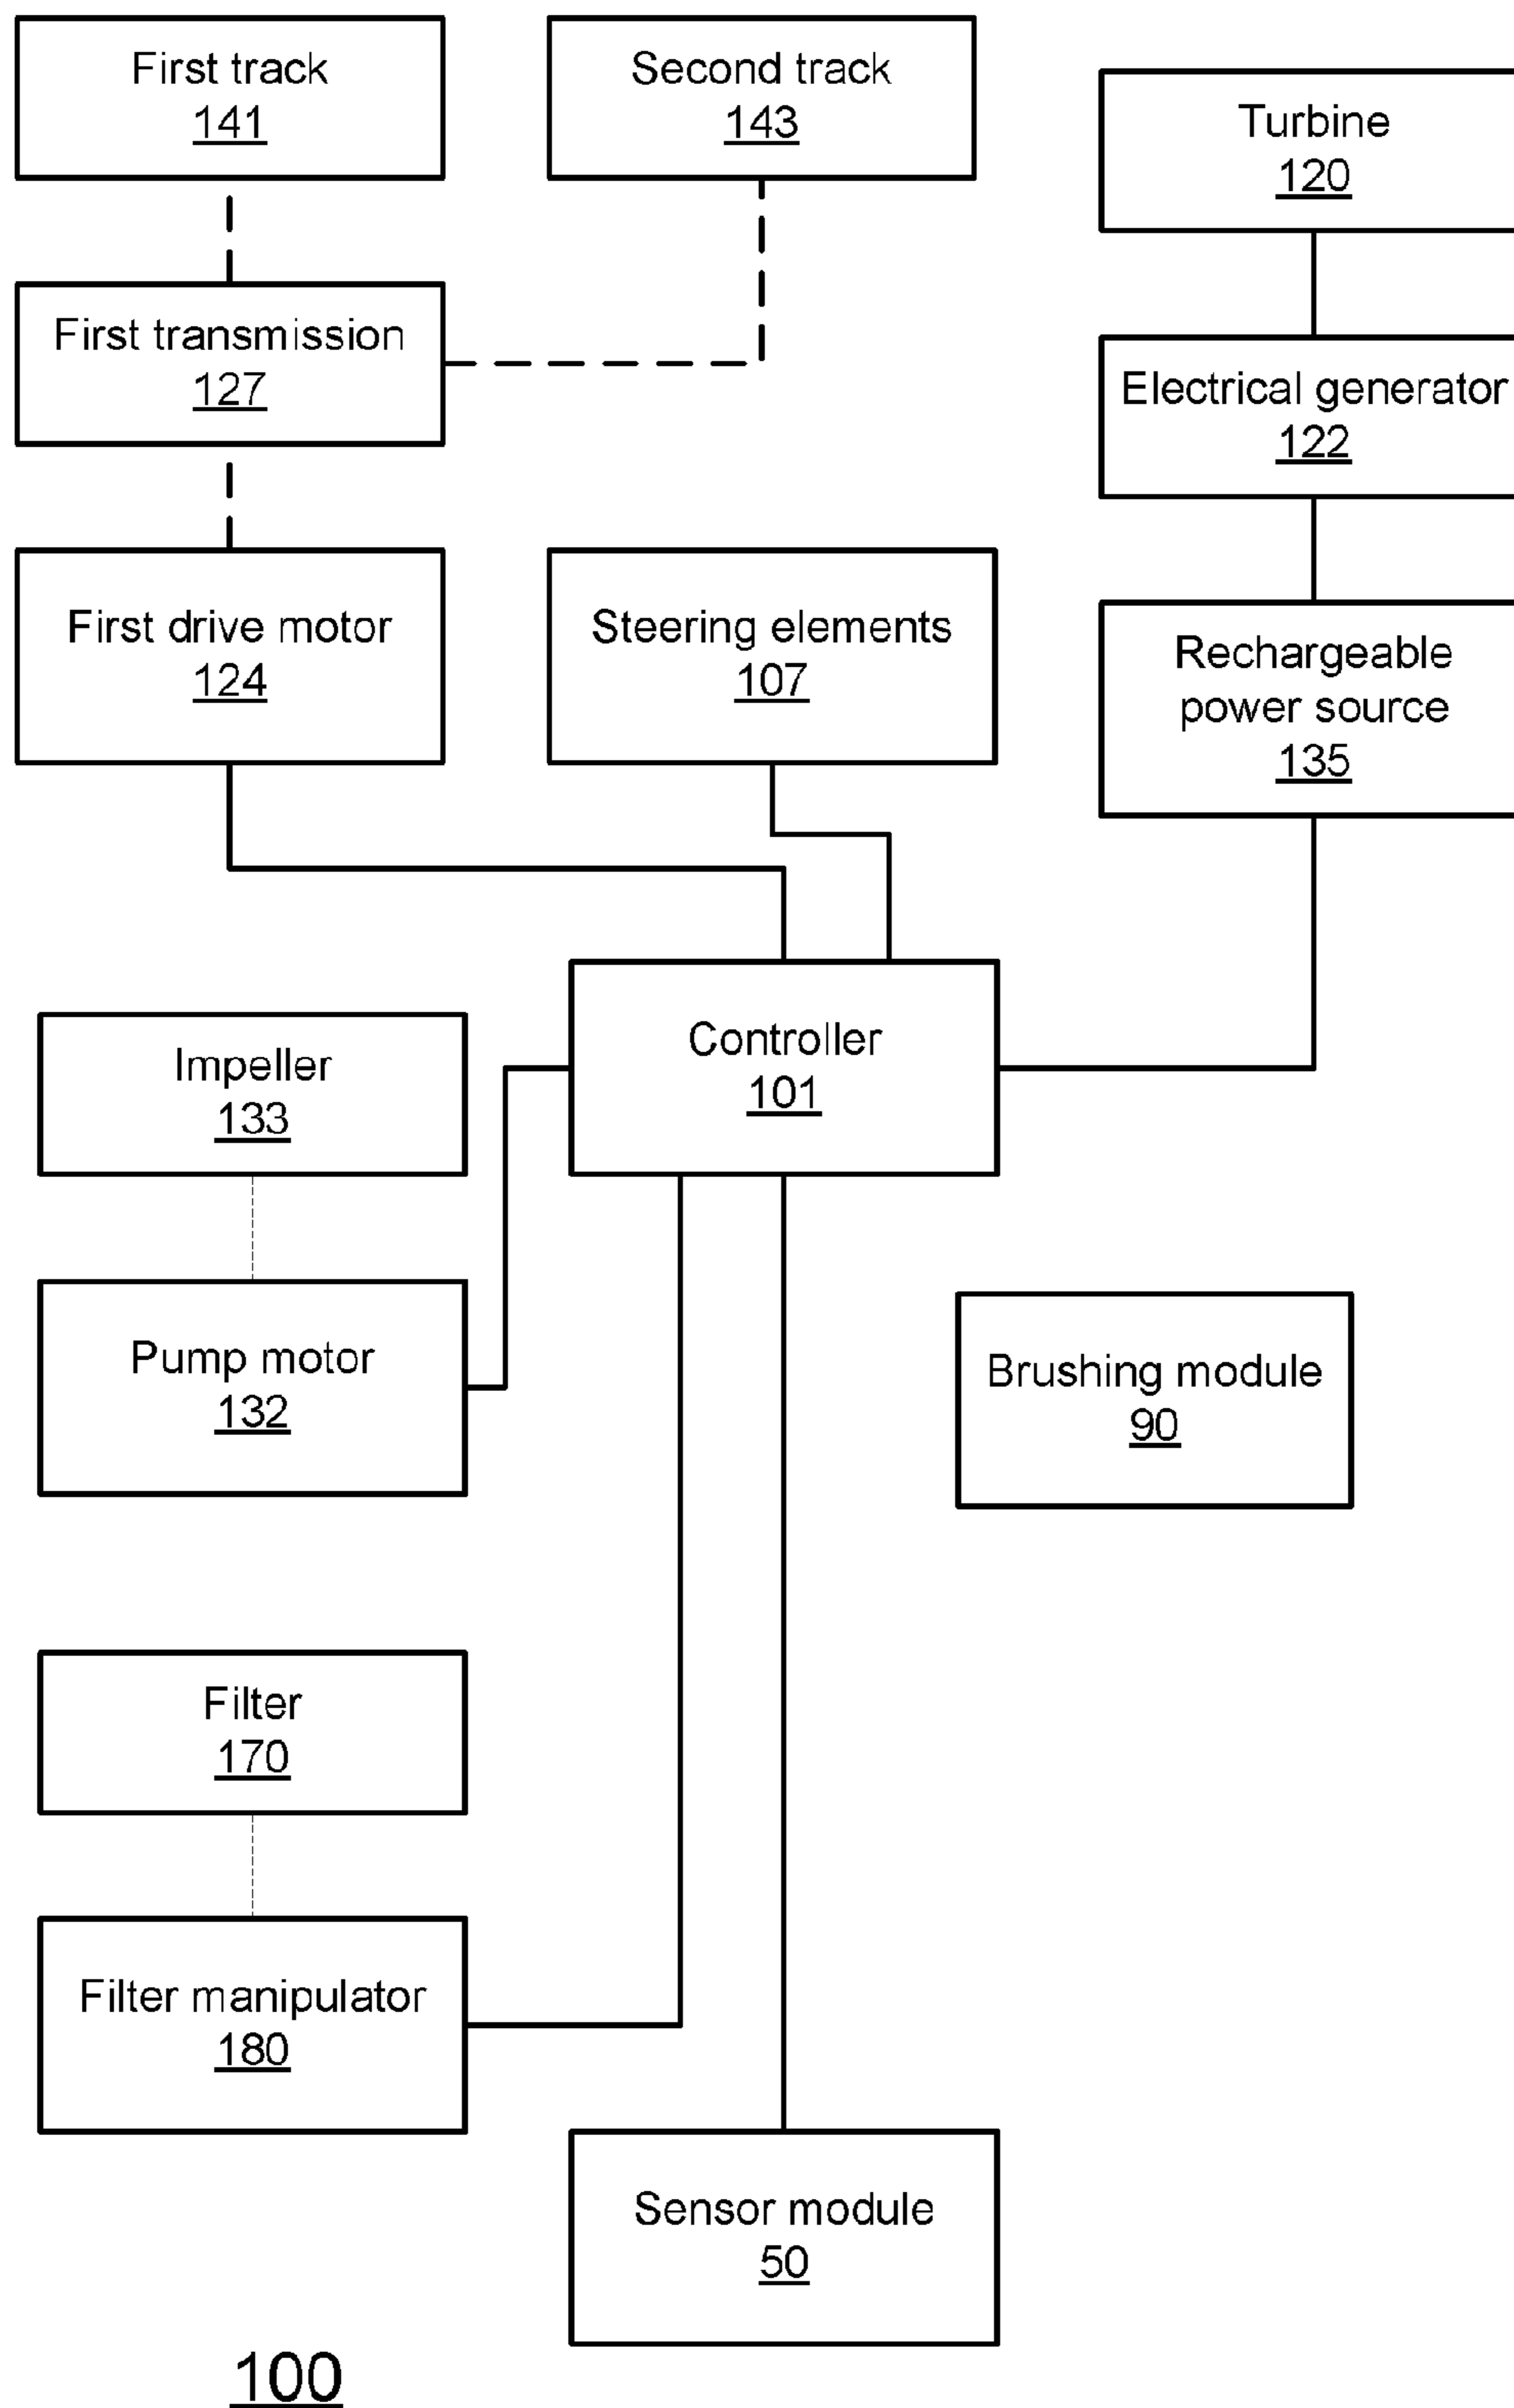 First track
141
Second track
143
Turbine
120
First transmission
127
Electrical generator
122
First drive motor
124
Steering elements
107
Rechargeable
power source
135
Controller
101
Impeller
133
Pump motor
132
Brushing module
90
Filter
170
Filter manipulator
180
Sensor module
50
100